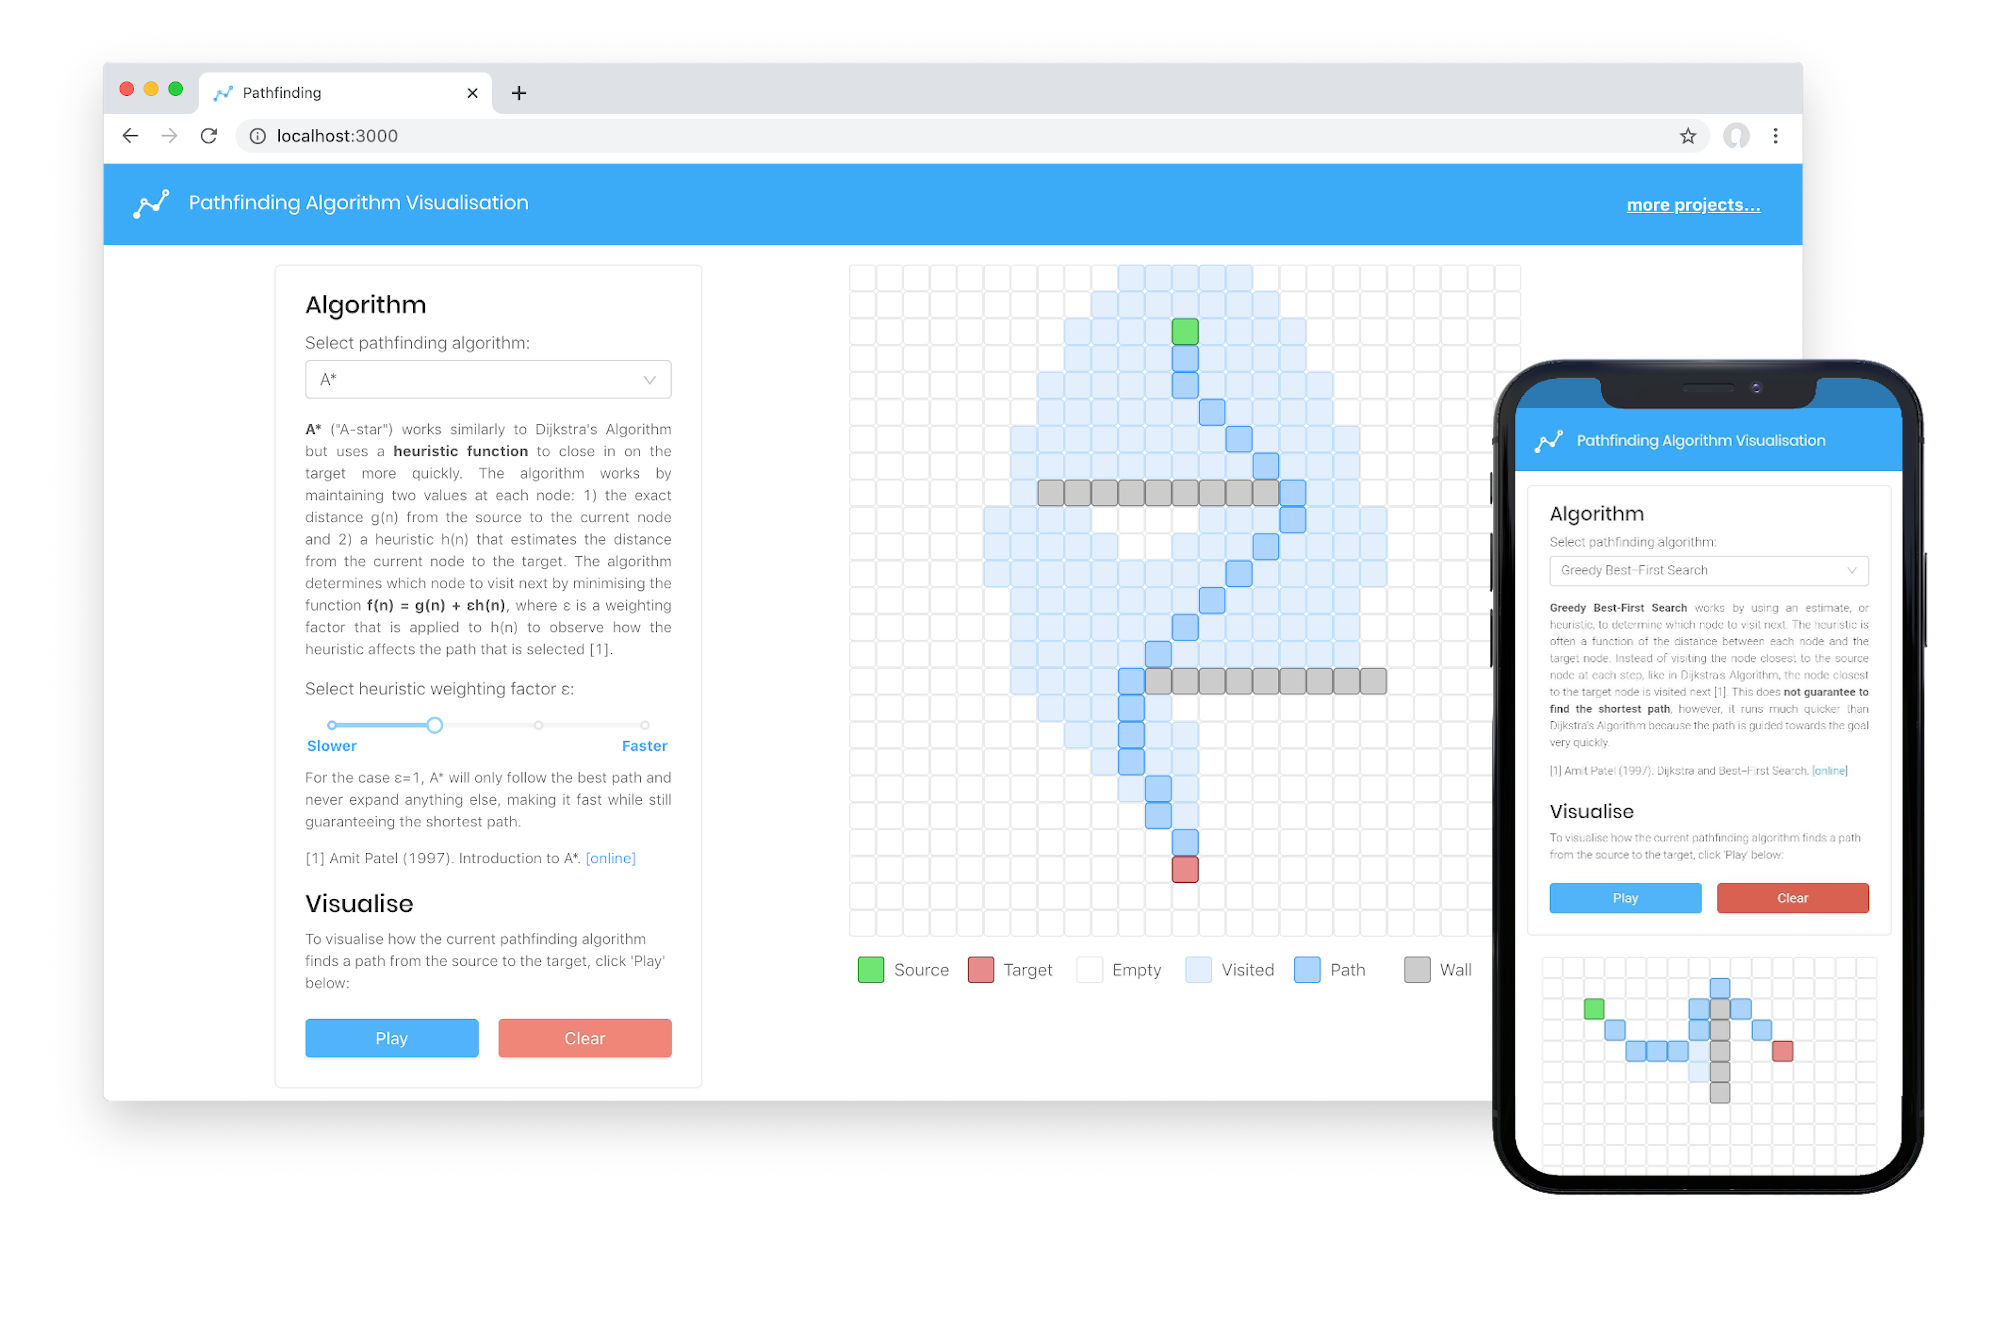 Pathfinding
localhost:3000
Pathfinding Algorithm Visualisation
more projects...
Algorithm
Select pathfinding algorithm:
A*
A* ("A-star") works similarly to Dijkstra's Algorithm
but uses a heuristic function to close in on the
target more quickly. The algorithm works by
maintaining two values at each node: 1) the exact
distance g(n) from the source to the current node
and 2) a heuristic h(n) that estimates the distance
from the current node to the target. The algorithm
determines which node to visit next by minimising the
function f(n) = g(n) + εh(n), where ε is a weighting
factor that is applied to h(n) to observe how the
heuristic affects the path that is selected [1].
Select heuristic weighting factor ε:
Slower
Faster
For the case ε=1, A* will only follow the best path and
never expand anything else, making it fast while still
guaranteeing the shortest path.
[1] Amit Patel (1997). Introduction to A*. [online]
Visualise
To visualise how the current pathfinding algorithm
finds a path from the source to the target, click 'Play'
below:
Play
Clear
Source
Target
Empty
Visited
Path
Wall
Pathfinding Algorithm Visualisation
Algorithm
Select pathfinding algorithm:
Greedy Best-First Search
Greedy Best-First Search works by using an estimate, or
heuristic, to determine which node to visit next. The heuristic is
often a function of the distance between each node and the
target node. Instead of visiting the node closest to the source
node at each step, like in Dijkstra's Algorithm, the node closest
to the target node is visited next [1]. This does not guarantee to
find the shortest path, however, it runs much quicker than
Dijkstra's Algorithm because the path is guided towards the goal
very quickly.
[1] Amit Patel (1997). Dijkstra and Best-First Search. [online]
Visualise
To visualise how the current pathfinding algorithm finds a path
from the source to the target, click 'Play' below:
Play
Clear